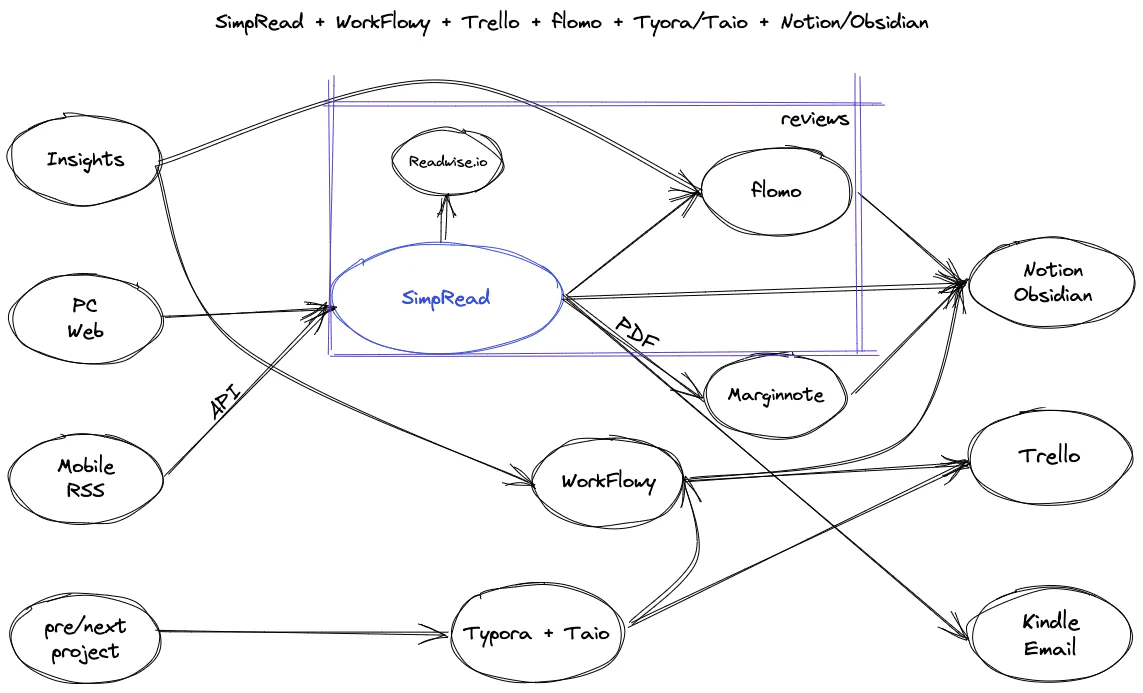 SimpRead + WorkFlowy + Trello + flomo + Tyora/Taio + Notion/Obsidian
reviews
Insights
Readwise.io
flomo
PC
Web
SimpRead
Notion
Obsidian
PDF
API
Marginnote
Mobile
RSS
WorkFlowy
Trello
pre/next
project
Typora + Taio
Kindle
Email